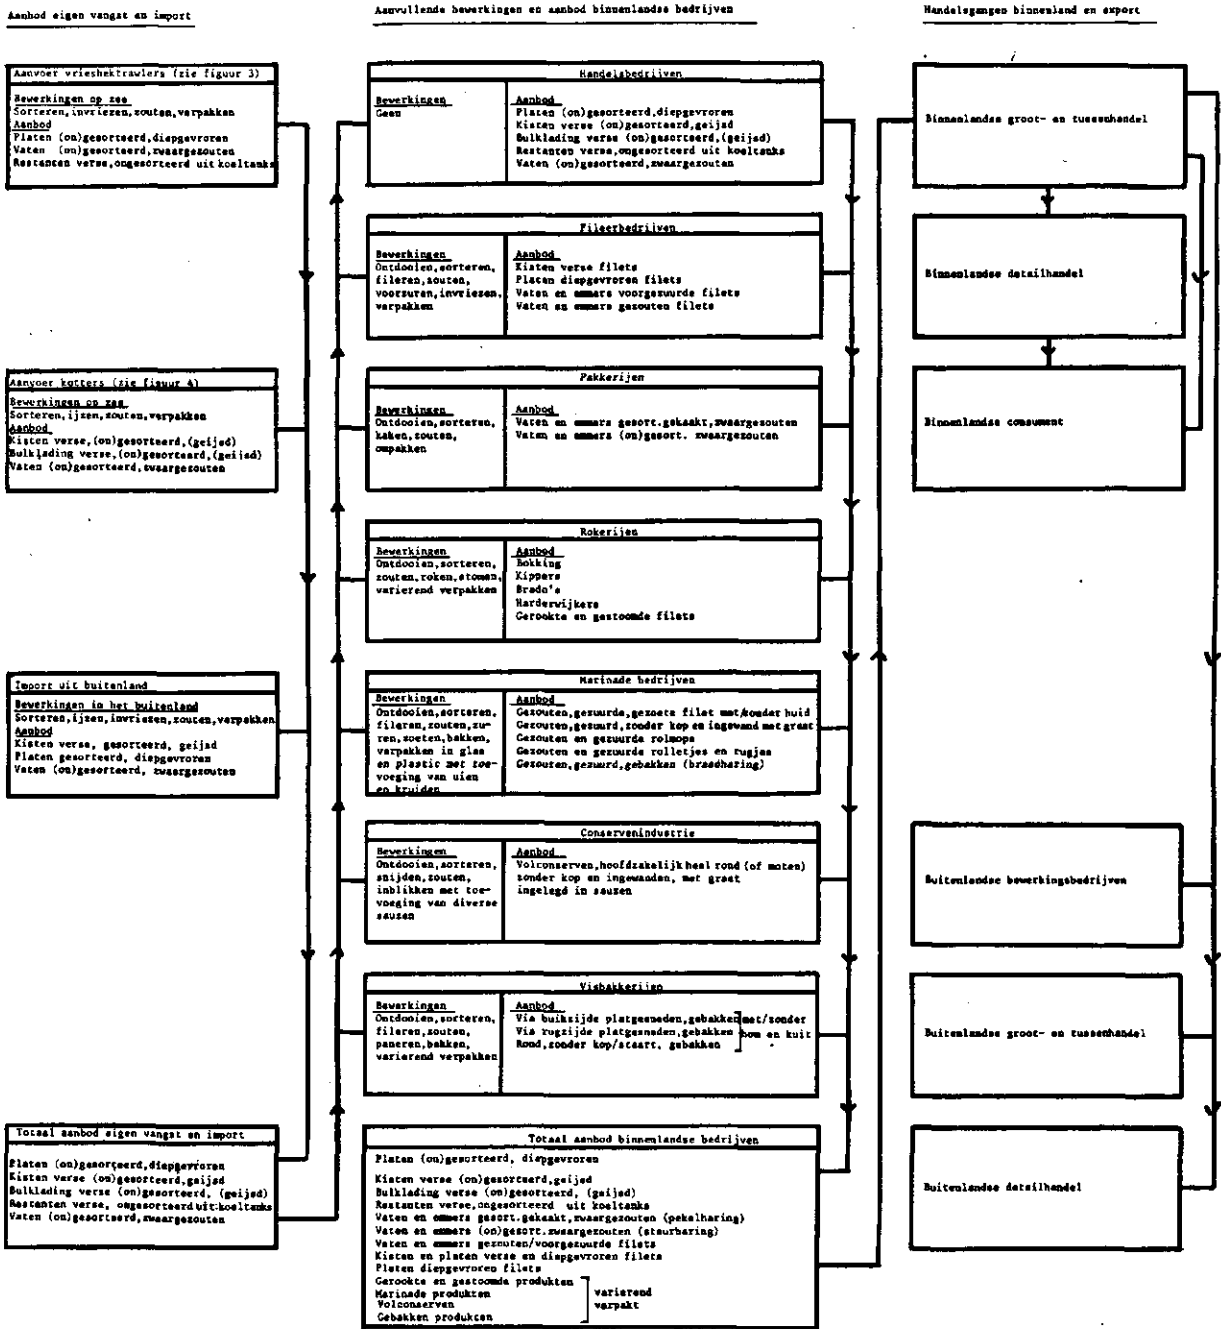 Aanbod eigen vangst en import
Aanvullende bewerkingen en aanbod binnenlandse bedrijven
Handelsgangen binnenland en export
Aanvoer vrieshektrawlers (zie figuur 3)
Bewerkingen op zee
Sorteren,invriezen,zouten,verpakken
Aanbod
Platen (on)gesorteerd,diepgevroren
Vaten (on)gesorteerd,zwaargezouten
Restanten verse,ongesorteerd uit koeltanks
Aanvoer kotters (zie figuur 4)
Bewerkingen op zee
Sorteren,ijzen,zouten,verpakken
Aanbod
Kisten verse,(on)gesorteerd,(geijsd)
Bulklading verse,(on)gesorteerd,(geijsd)
Vaten (on)gesorteerd,zwaargezouten
Import uit buitenland
Bewerkingen in het buitenland
Sorteren,ijzen,invriezen,zouten,verpakken
Aanbod
Kisten verse, gesorteerd, geijsd
Platen gesorteerd, diepgevroren
Vaten (on)gesorteerd, zwaargezouten
Totaal aanbod eigen vangst en import
Platen (on)gesorteerd,diepgevroren
Kisten verse (on)gesorteerd,geijsd
Bulklading verse (on)gesorteerd, (geijsd)
Restanten verse, ongesorteerd uit koeltanks
Vaten (on)gesorteerd,zwaargezouten
Handelsbedrijven
Bewerkingen
Geen
Aanbod
Platen (on)gesorteerd,diepgevroren
Kisten verse (on)gesorteerd,geijsd
Bulklading verse (on)gesorteerd,(geijsd)
Restanten verse,ongesorteerd uit koeltanks
Vaten (on)gesorteerd,zwaargezouten
Fileerbedrijven
Bewerkingen
Ontdooien,sorteren,
fileren,zouten,
voorzuren,invriezen,
verpakken
Aanbod
Kisten verse filets
Platen diepgevroren filets
Vaten en emmers voorgezuurde filets
Vaten en emmers gezouten filets
Pakkerijen
Bewerkingen
Ontdooien,sorteren,
kaken,zouten,
ompakken
Aanbod
Vaten en emmers gesort.gekaakt,zwaargezouten
Vaten en emmers (on)gesort. zwaargezouten
Rokerijen
Bewerkingen
Ontdooien,sorteren,
zouten,roken,stomen,
varierend verpakken
Aanbod
Bokking
Kippers
Brado's
Harderwijkers
Gerookte en gestoomde filets
Marinade bedrijven
Bewerkingen
Ontdooien,sorteren,
fileren,zouten,zu-
ren,zoeten,bakken,
verpakken in glas
en plastic met toe-
voeging van uien
en kruiden
Aanbod
Gezouten,gezuurde,gezoete filet met/zonder huid
Gezouten,gezuurd,zonder kop en ingewand met graat
Gezouten en gezuurde rolmops
Gezouten en gezuurde rolletjes en rugjes
Gezouten,gezuurd,gebakken (braadharing)
Conservenindustrie
Bewerkingen
Ontdooien,sorteren,
snijden,zouten,
inblikken met toe-
voeging van diverse
sauzen
Aanbod
Volconserven,hoofdzakelijk heel rond (of moten)
zonder kop en ingewanden, met graat
ingelegd in sauzen
Visbakkerijen
Bewerkingen
Ontdooien,sorteren,
fileren,zouten,
paneren,bakken,
varierend verpakken
Aanbod
Via buikzijde platgesneden,gebakken met/zonder
Via rugzijde platgesneden,gebakken hom en kuit
Rond,zonder kop/staart, gebakken
Totaal aanbod binnenlandse bedrijven
Platen (on)gesorteerd, diepgevroren
Kisten verse (on)gesorteerd,geijsd
Bulklading verse (on)gesorteerd, (geijsd)
Restanten verse,ongesorteerd uit koeltanks
Vaten en emmers gesort.gekaakt,zwaargezouten (pekelharing)
Vaten en emmers (on)gesort.zwaargezouten (steurharing)
Vaten en emmers gezouten/voorgezuurde filets
Kisten en platen verse en diepgevroren filets
Platen diepgevroren filets
Gerookte en gestoomde produkten
Marinade produkten varierend
Volconserven verpakt
Gebakken produkten
Binnenlandse groot- en tussenhandel
Binnenlandse detailhandel
Binnenlandse consument
Buitenlandse bewerkingsbedrijven
Buitenlandse groot- en tussenhandel
Buitenlandse detailhandel